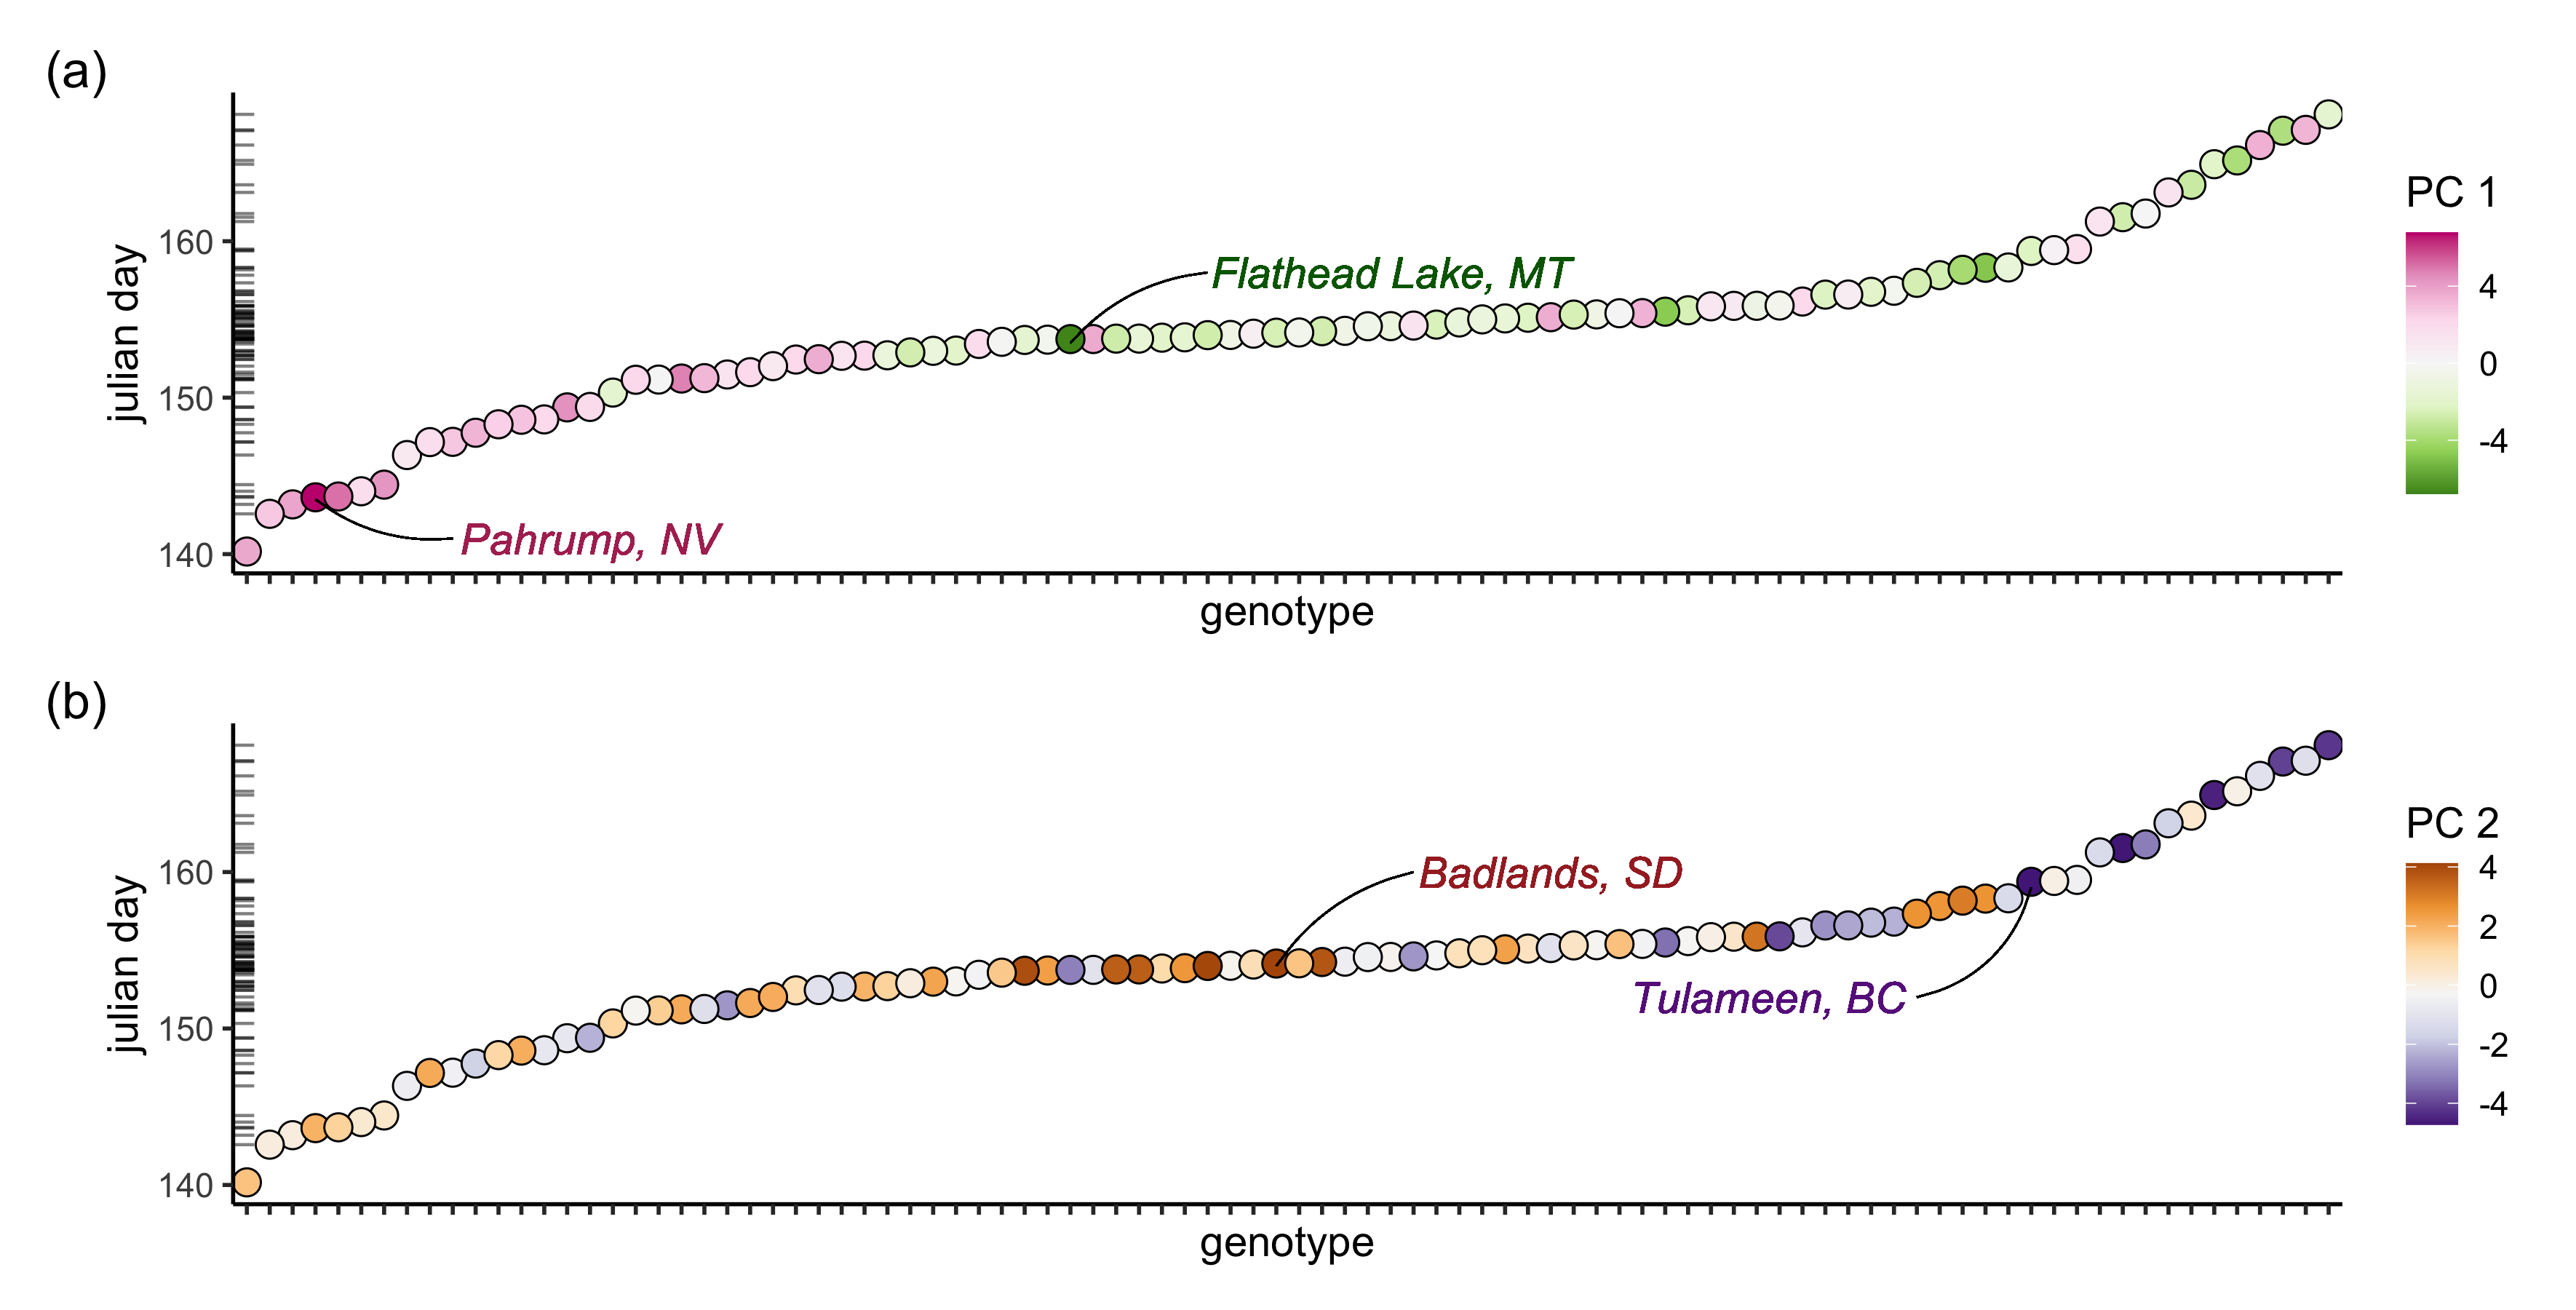 (a)
julian day
160
150
140
Flathead Lake, MT
Pahrump, NV
genotype
PC 1
4
0
-4
(b)
julian day
160
150
140
Badlands, SD
Tulameen, BC
genotype
PC 2
4
2
0
-2
-4